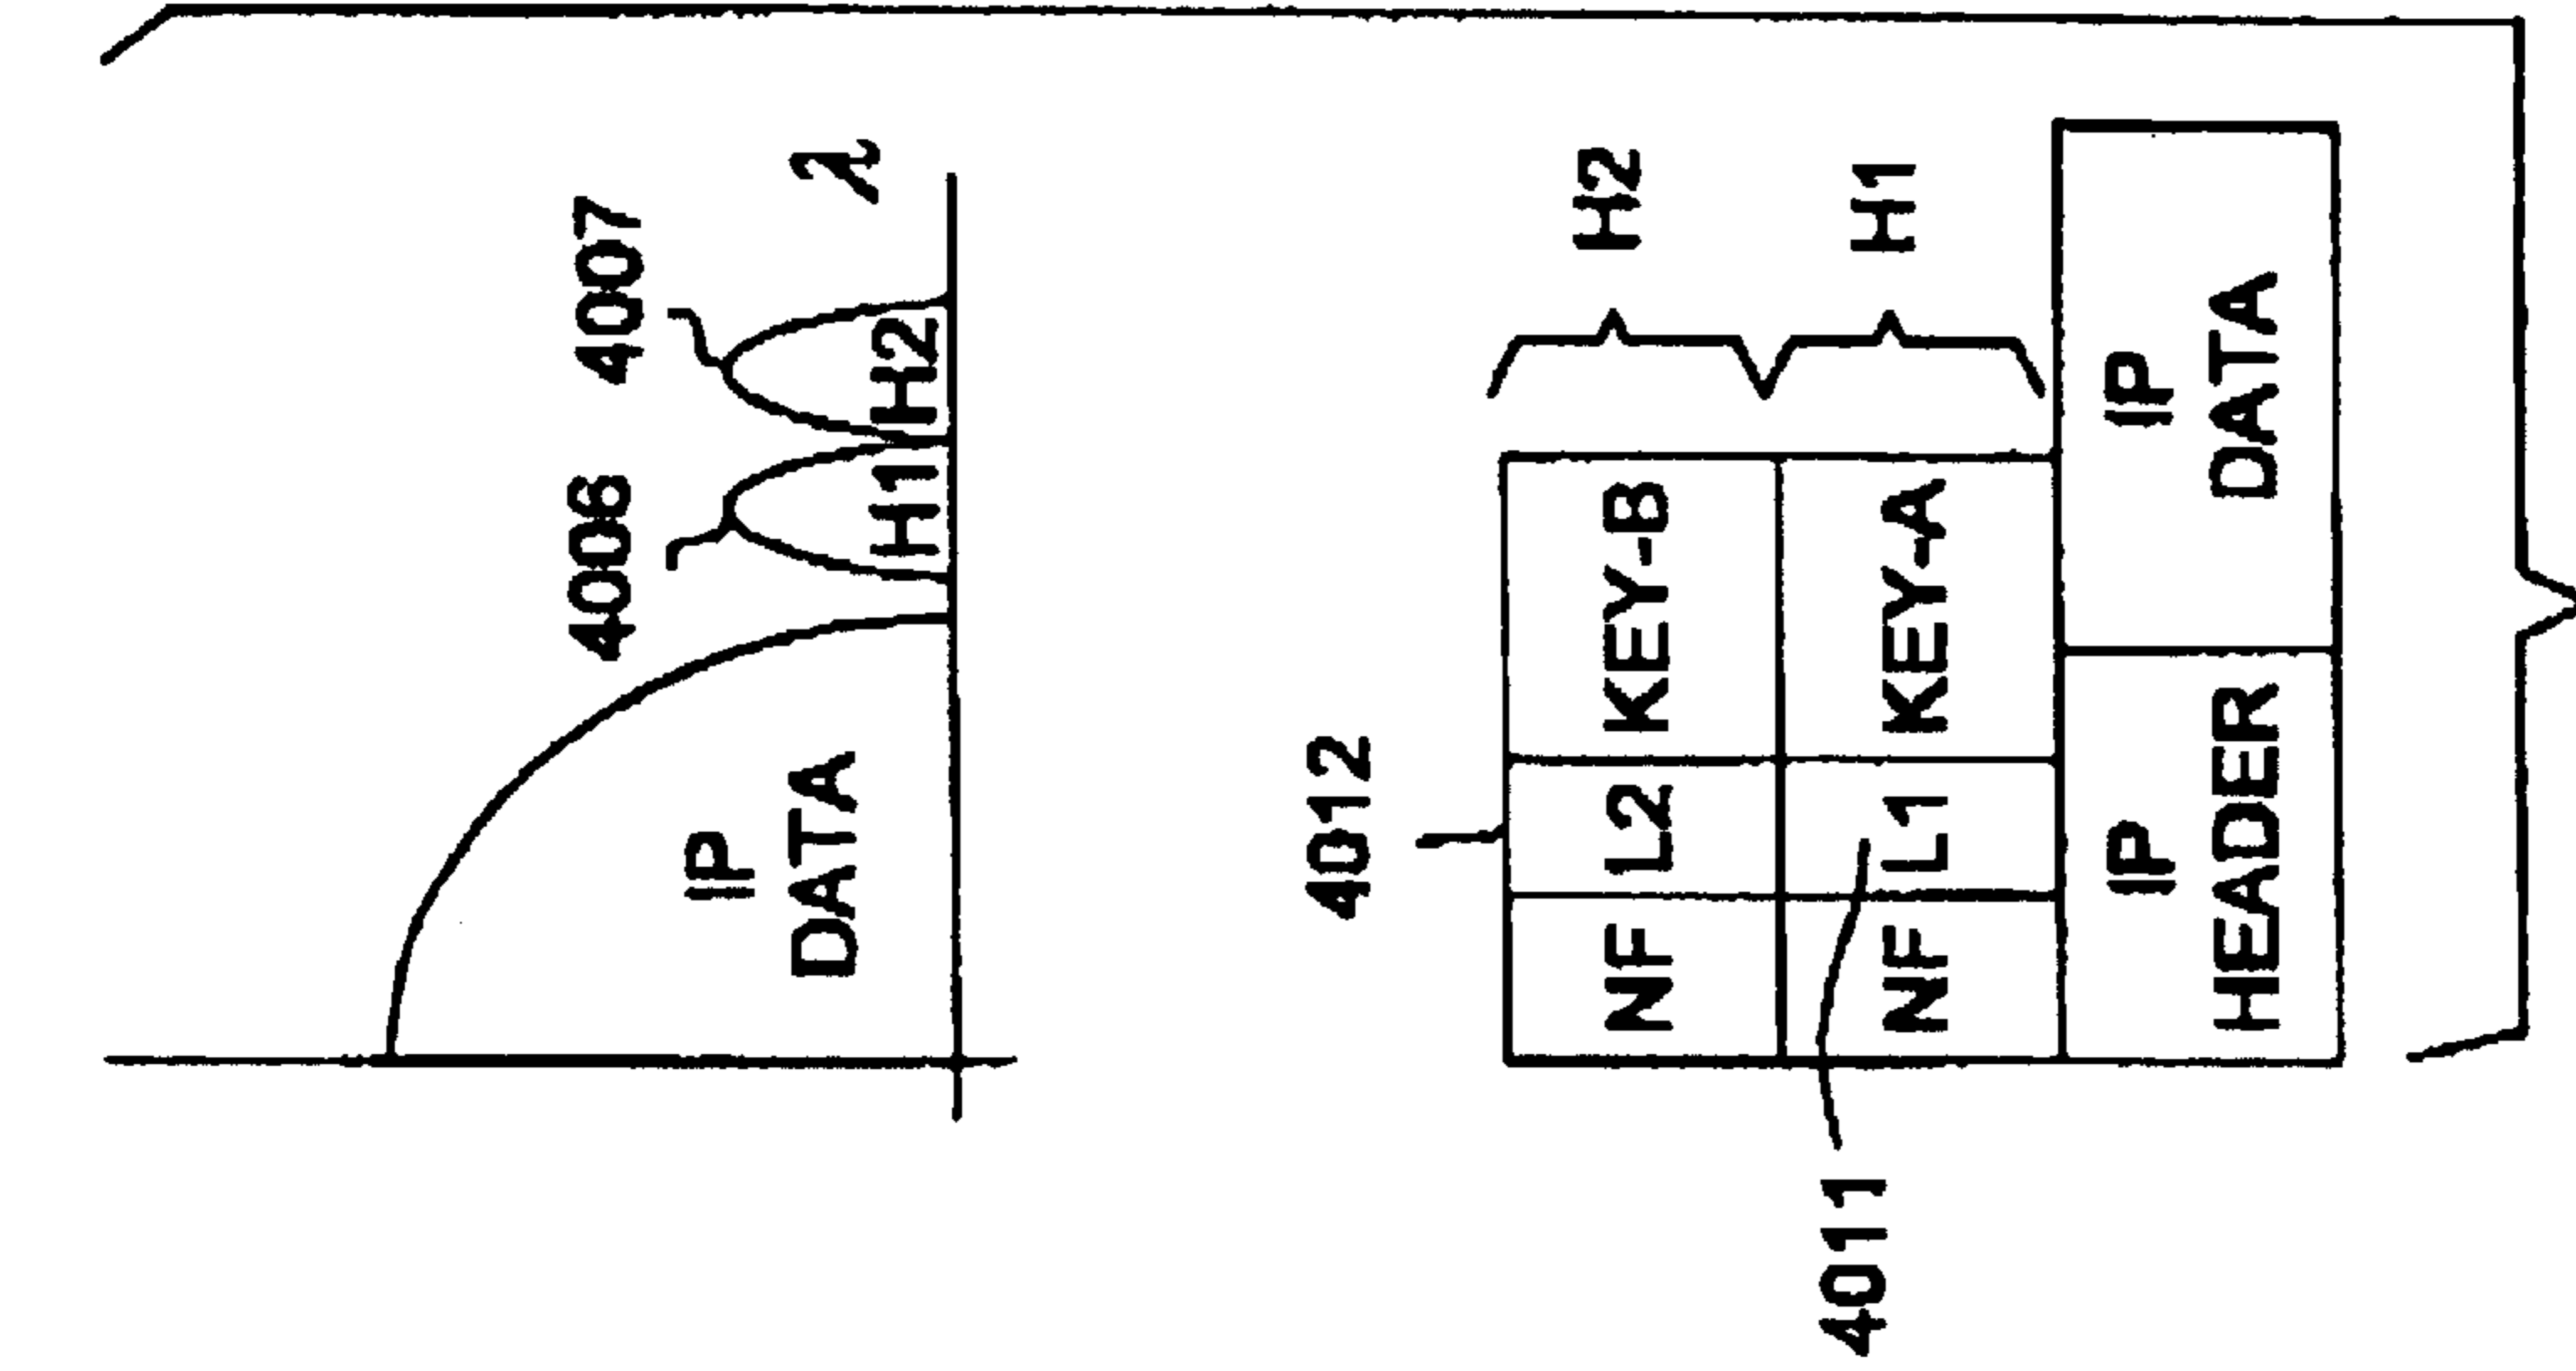 4006 4007
IP
DATA
H1 H2
λ
4012
NF L2 KEY-B H2
4011
NF L1 KEY-A H1
IP IP
HEADER DATA